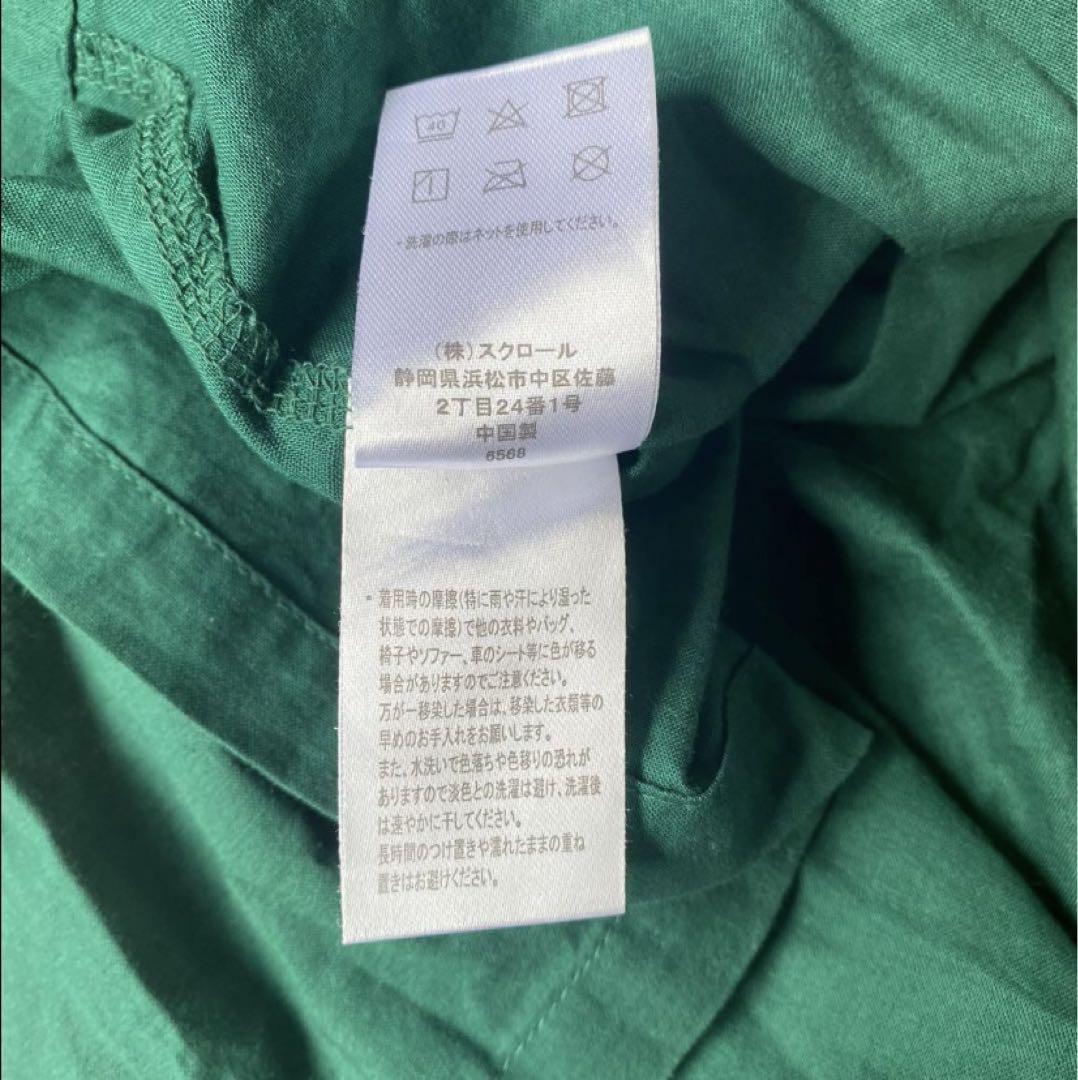 40
・洗濯の際はネットを使用してください。
(株)スクロール
静岡県浜松市中区佐藤
2丁目24番1号
中国製
6568
・着用時の摩擦(特に雨や汗により湿った
状態での摩擦)で他の衣料やバッグ、
椅子やソファー、車のシート等に色が移る
場合がありますのでご注意ください。
万が一移染した場合は、移染した衣類等の
早めのお手入れをお願いします。
また、水洗いで色落ちや色移りの恐れが
ありますので淡色との洗濯は避け、洗濯後
は速やかに干してください。
長時間のつけ置きや濡れたままの重ね
置きはお避けください。